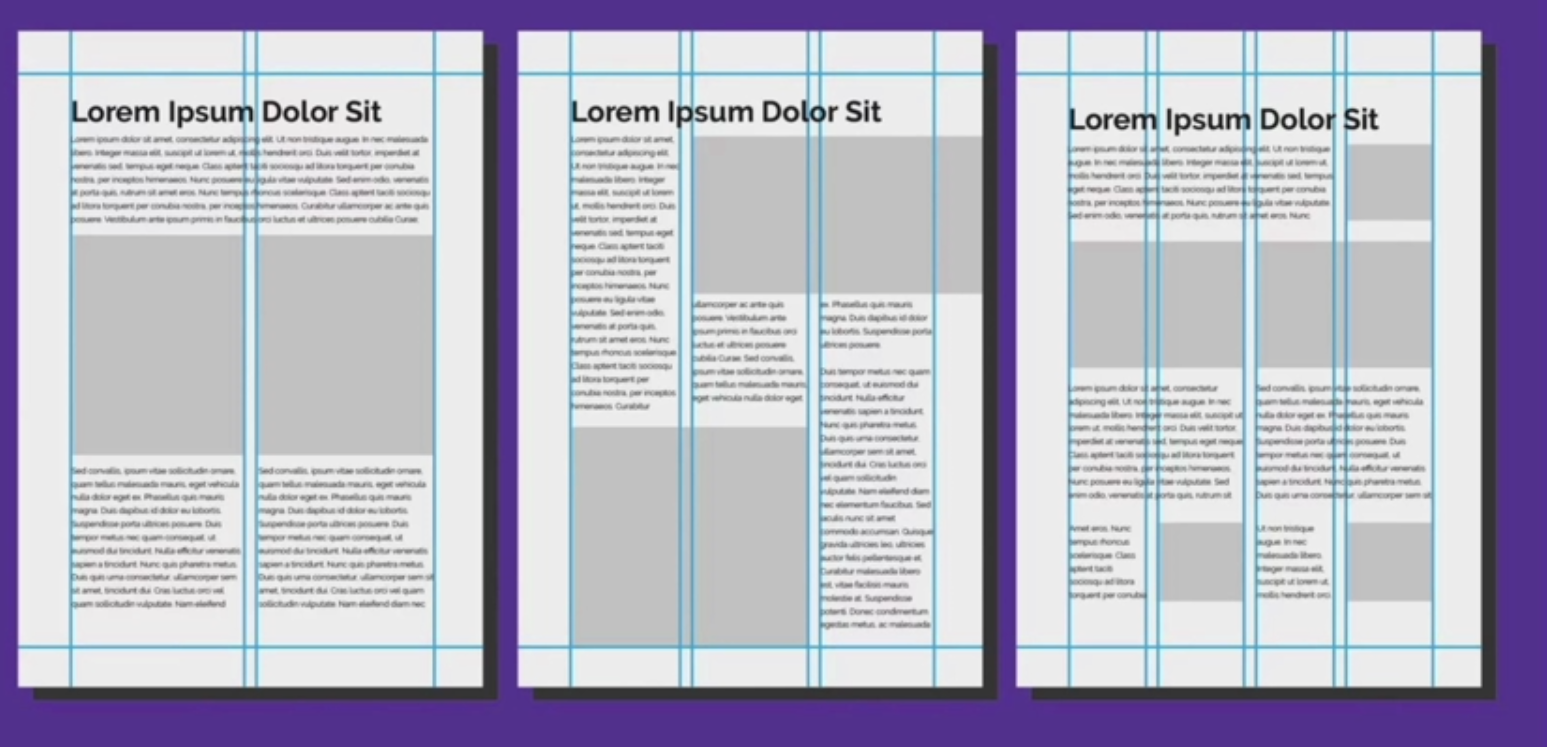 Lorem Ipsum Dolor Sit
Lorem ipsum dolor sit amet, consectetur adipiscing elit. Ut non tristique augue. In nec malesuada
libero. Integer massa elit, suscipit ut lorem ut, mollis hendrerit orci. Duis velit tortor, imperdiet at
venenatis sed, tempus eget neque. Class aptent taciti sociosqu ad litora torquent per conubia
nostra, per inceptos himenaeos. Nunc posuere eu ligula vitae vulputate. Sed enim odio, venenatis
at porta quis, rutrum sit amet eros. Nunc tempus rhoncus scelerisque. Class aptent taciti sociosqu
ad litora torquent per conubia nostra, per inceptos himenaeos. Curabitur ullamcorper ac ante quis
posuere. Vestibulum ante ipsum primis in faucibus orci luctus et ultrices posuere cubilia Curae.
Sed convallis, ipsum vitae sollicitudin ornare,
quam tellus malesuada mauris, eget vehicula
nulla dolor eget ex. Phasellus quis mauris
magna. Duis dapibus id dolor eu lobortis.
Suspendisse porta ultrices posuere. Duis
tempor metus nec quam consequat, ut
euismod dui tincidunt. Nulla efficitur venenatis
sapien a tincidunt. Nunc quis pharetra metus.
Duis quis urna consectetur, ullamcorper sem
sit amet, tincidunt dui. Cras luctus orci vel
quam sollicitudin vulputate. Nam eleifend
Sed convallis, ipsum vitae sollicitudin ornare,
quam tellus malesuada mauris, eget vehicula
nulla dolor eget ex. Phasellus quis mauris
magna. Duis dapibus id dolor eu lobortis.
Suspendisse porta ultrices posuere. Duis
tempor metus nec quam consequat, ut
euismod dui tincidunt. Nulla efficitur venenatis
sapien a tincidunt. Nunc quis pharetra metus.
Duis quis urna consectetur, ullamcorper sem sit
amet, tincidunt dui. Cras luctus orci vel quam
sollicitudin vulputate. Nam eleifend diam nec
Lorem Ipsum Dolor Sit
Lorem ipsum dolor sit amet,
consectetur adipiscing elit.
Ut non tristique augue. In nec
malesuada libero. Integer
massa elit, suscipit ut lorem
ut, mollis hendrerit orci. Duis
velit tortor, imperdiet at
venenatis sed, tempus eget
neque. Class aptent taciti
sociosqu ad litora torquent
per conubia nostra, per
inceptos himenaeos. Nunc
posuere eu ligula vitae
vulputate. Sed enim odio,
venenatis at porta quis,
rutrum sit amet eros. Nunc
tempus rhoncus scelerisque.
Class aptent taciti sociosqu
ad litora torquent per
conubia nostra, per inceptos
himenaeos. Curabitur
ullamcorper ac ante quis
posuere. Vestibulum ante
ipsum primis in faucibus orci
luctus et ultrices posuere
cubilia Curae. Sed convallis,
ipsum vitae sollicitudin ornare,
quam tellus malesuada mauris,
eget vehicula nulla dolor eget
ex. Phasellus quis mauris
magna. Duis dapibus id dolor
eu lobortis. Suspendisse porta
ultrices posuere.
Duis tempor metus nec quam
consequat, ut euismod dui
tincidunt. Nulla efficitur
venenatis sapien a tincidunt.
Nunc quis pharetra metus.
Duis quis urna consectetur,
ullamcorper sem sit amet,
tincidunt dui. Cras luctus orci
vel quam sollicitudin
vulputate. Nam eleifend diam
nec elementum faucibus. Sed
iaculis nunc sit amet
commodo accumsan. Quisque
gravida ultricies leo, ultricies
auctor felis pellentesque et.
Curabitur malesuada libero
est, vitae facilisis mauris
molestie at. Suspendisse
potenti. Donec condimentum
egestas metus, ac malesuada
Lorem Ipsum Dolor Sit
Lorem ipsum dolor sit amet, consectetur adipiscing elit. Ut non tristique
augue. In nec malesuada libero. Integer massa elit, suscipit ut lorem ut,
mollis hendrerit orci. Duis velit tortor, imperdiet at venenatis sed, tempus
eget neque. Class aptent taciti sociosqu ad litora torquent per conubia
nostra, per inceptos himenaeos. Nunc posuere eu ligula vitae vulputate.
Sed enim odio, venenatis at porta quis, rutrum sit amet eros. Nunc
Lorem ipsum dolor sit amet, consectetur
adipiscing elit. Ut non tristique augue. In nec
malesuada libero. Integer massa elit, suscipit ut
lorem ut, mollis hendrerit orci. Duis velit tortor,
imperdiet at venenatis sed, tempus eget neque.
Class aptent taciti sociosqu ad litora torquent
per conubia nostra, per inceptos himenaeos.
Nunc posuere eu ligula vitae vulputate. Sed
enim odio, venenatis at porta quis, rutrum sit
Sed convallis, ipsum vitae sollicitudin ornare,
quam tellus malesuada mauris, eget vehicula
nulla dolor eget ex. Phasellus quis mauris
magna. Duis dapibus id dolor eu lobortis.
Suspendisse porta ultrices posuere. Duis
tempor metus nec quam consequat, ut
euismod dui tincidunt. Nulla efficitur venenatis
sapien a tincidunt. Nunc quis pharetra metus.
Duis quis urna consectetur, ullamcorper sem sit
Amet eros. Nunc
tempus rhoncus
scelerisque. Class
aptent taciti
sociosqu ad litora
torquent per conubia
Ut non tristique
augue. In nec
malesuada libero.
Integer massa elit,
suscipit ut lorem ut,
mollis hendrerit orci.